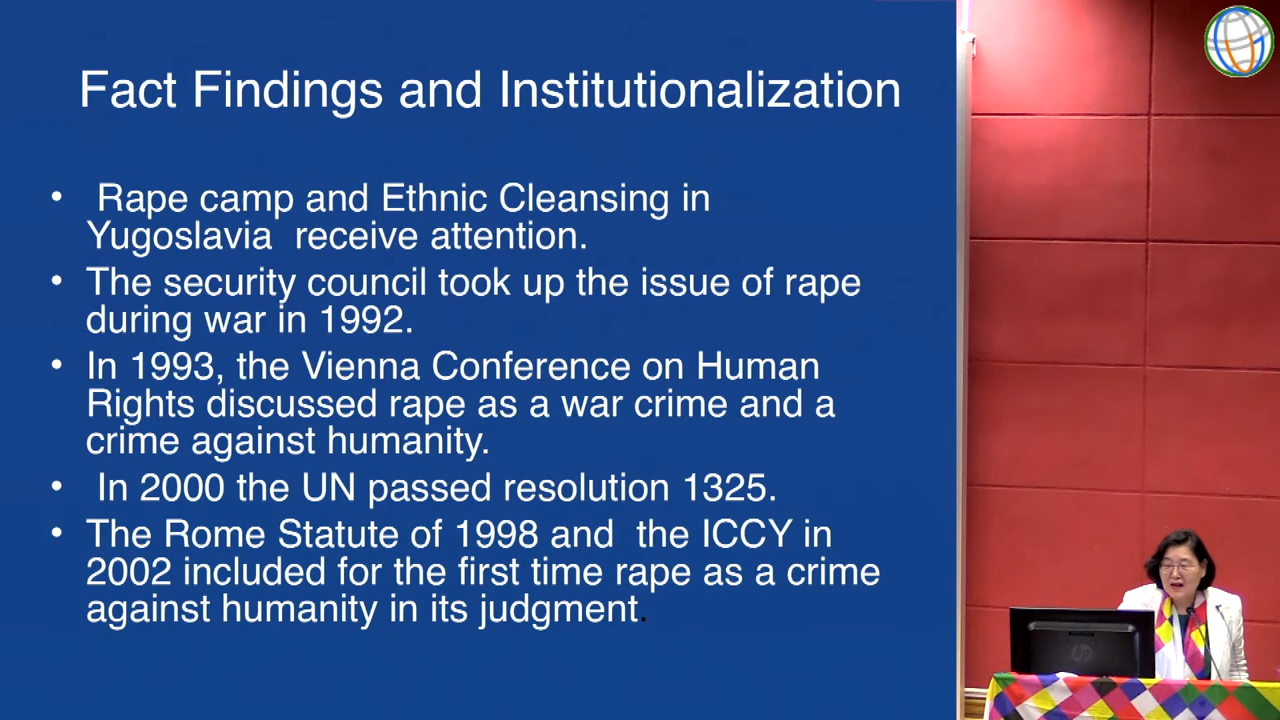 Fact Findings and Institutionalization
• Rape camp and Ethnic Cleansing in
Yugoslavia receive attention.
• The security council took up the issue of rape
during war in 1992.
• In 1993, the Vienna Conference on Human
Rights discussed rape as a war crime and a
crime against humanity.
• In 2000 the UN passed resolution 1325.
• The Rome Statute of 1998 and the ICCY in
2002 included for the first time rape as a crime
against humanity in its judgment.